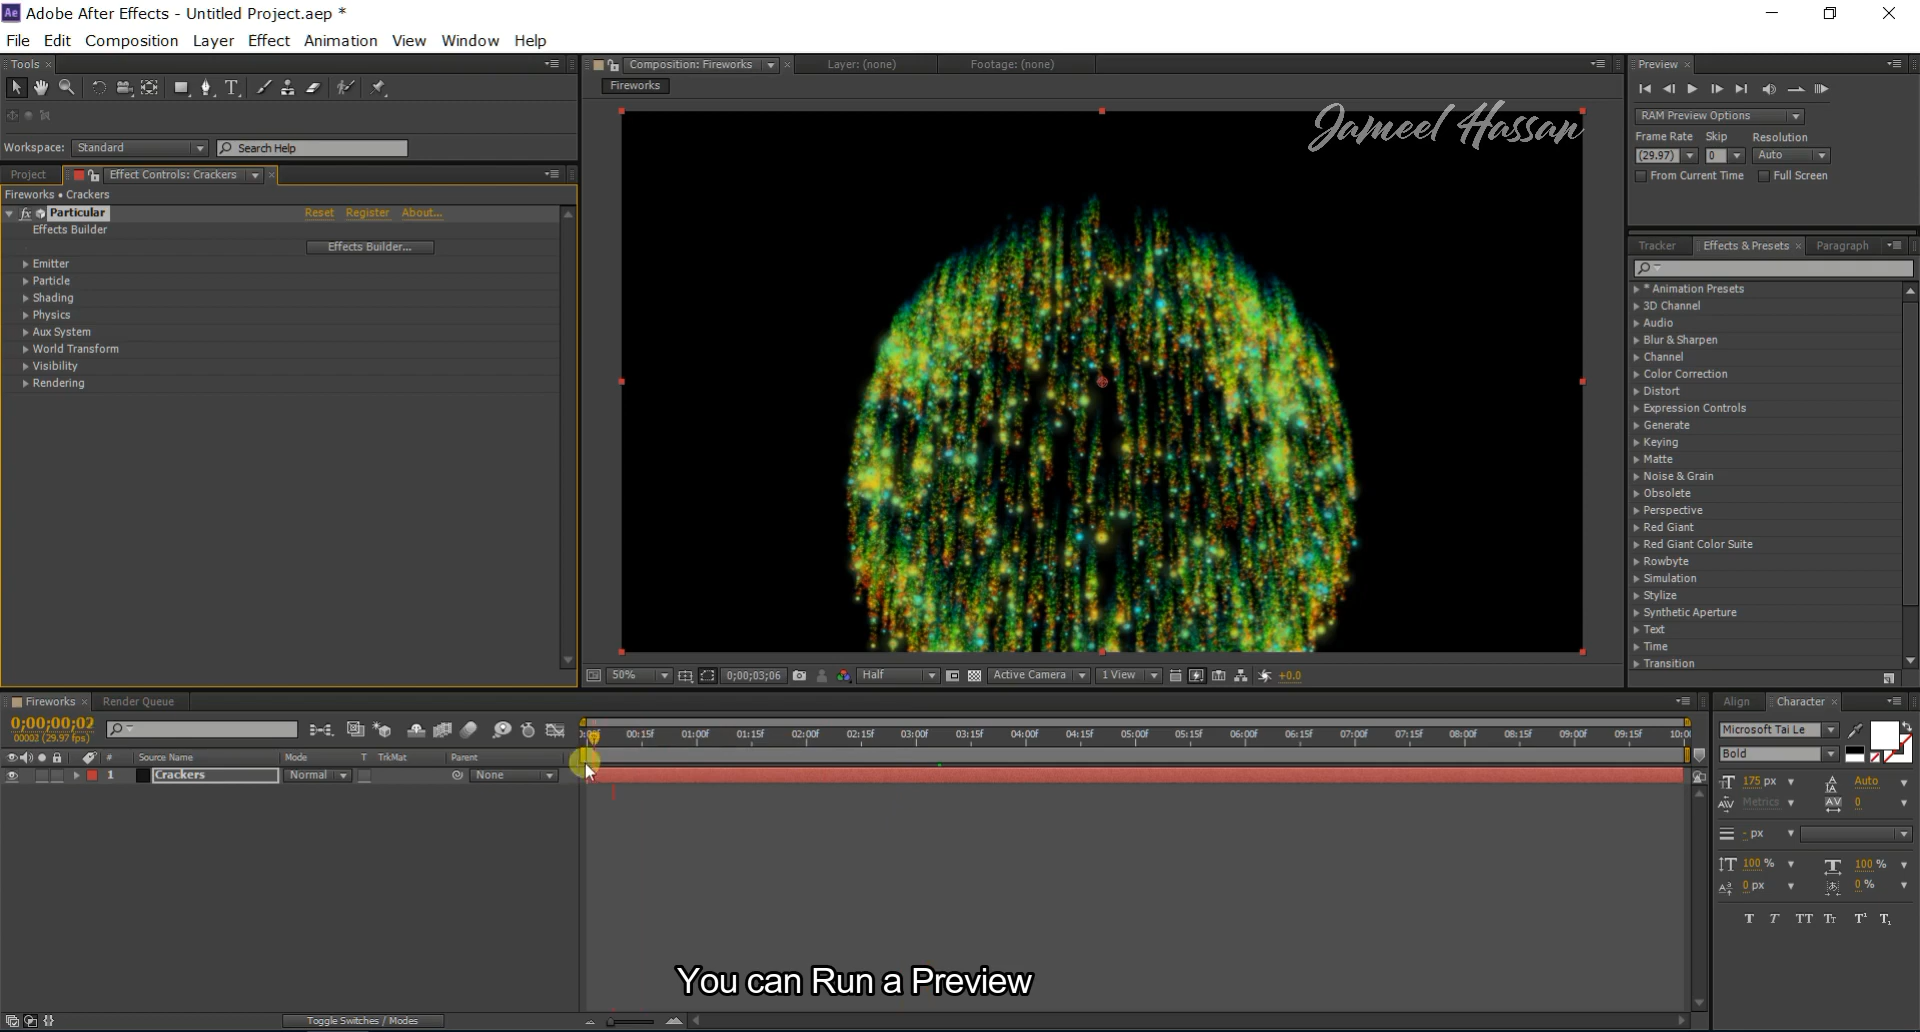 Adobe After Effects - Untitled Project.aep *
File Edit Composition Layer Effect Animation View Window Help
Tools
Workspace: Standard Search Help
Project Effect Controls: Crackers
Fireworks • Crackers
Particular Reset Register About...
Effects Builder
Effects Builder...
Emitter
Particle
Shading
Physics
Aux System
World Transform
Visibility
Rendering
Composition: Fireworks Layer: (none) Footage: (none)
Fireworks
Jameel Hassan
50% 0;00;03;06 Half Active Camera 1 View +0.0
Preview
RAM Preview Options
Frame Rate Skip Resolution
(29.97) 0 Auto
From Current Time Full Screen
Tracker Effects & Presets Paragraph
* Animation Presets
3D Channel
Audio
Blur & Sharpen
Channel
Color Correction
Distort
Expression Controls
Generate
Keying
Matte
Noise & Grain
Obsolete
Perspective
Red Giant
Red Giant Color Suite
Rowbyte
Simulation
Stylize
Synthetic Aperture
Text
Time
Transition
Fireworks Render Queue
0;00;00;02
00002 (29.97 fps)
# Source Name Mode T TrkMat Parent
1 Crackers Normal None
00:15f 01:00f 01:15f 02:00f 02:15f 03:00f 03:15f 04:00f 04:15f 05:00f 05:15f 06:00f 06:15f 07:00f 07:15f 08:00f 08:15f 09:00f 09:15f
Toggle Switches / Modes
You can Run a Preview
Align Character
Microsoft Tai Le
Bold
175 px Auto
Metrics 0
- px
100 % 100 %
0 px 0 %
T T TT Tt T¹ T₁